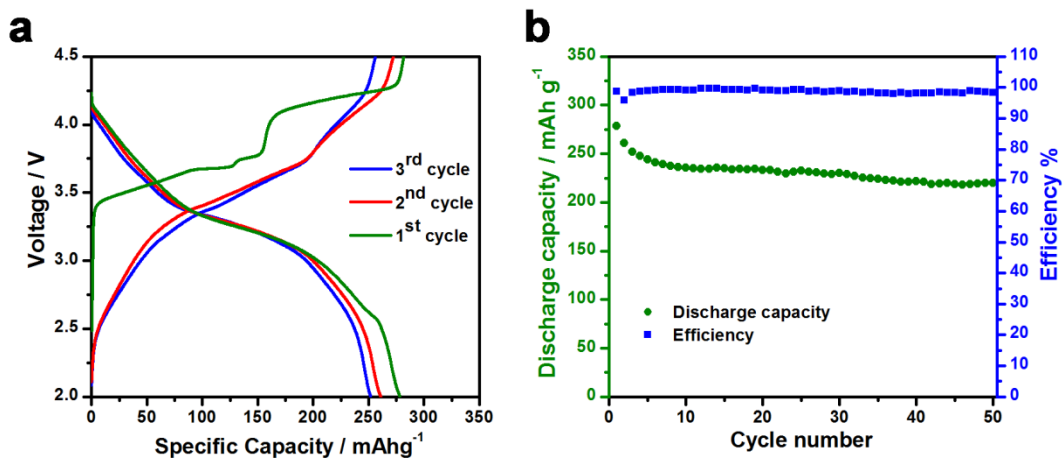 a
4.5
4.0
3.5
3.0
2.5
2.0
Voltage / V
3rd cycle
2nd cycle
1st cycle
0 50 100 150 200 250 300 350
Specific Capacity / mAhg-1
b
350
300
250
200
150
100
50
0
Discharge capacity / mAh g-1
Discharge capacity
Efficiency
0 10 20 30 40 50
Cycle number
110
100
90
80
70
60
50
40
30
20
10
0
Efficiency %